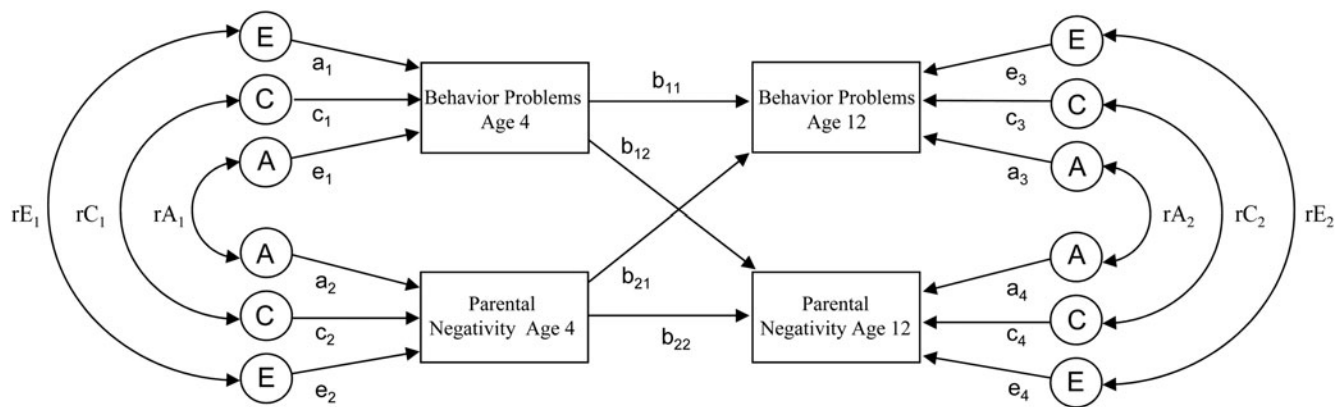 E
a1
C
c1
A
e1
Behavior Problems
Age 4
b11
b12
Behavior Problems
Age 12
E
e3
C
c3
A
a3
rE1
rC1
rA1
rA2
rC2
rE2
A
a2
C
c2
E
e2
Parental
Negativity Age 4
b21
b22
Parental
Negativity Age 12
A
a4
C
c4
E
e4